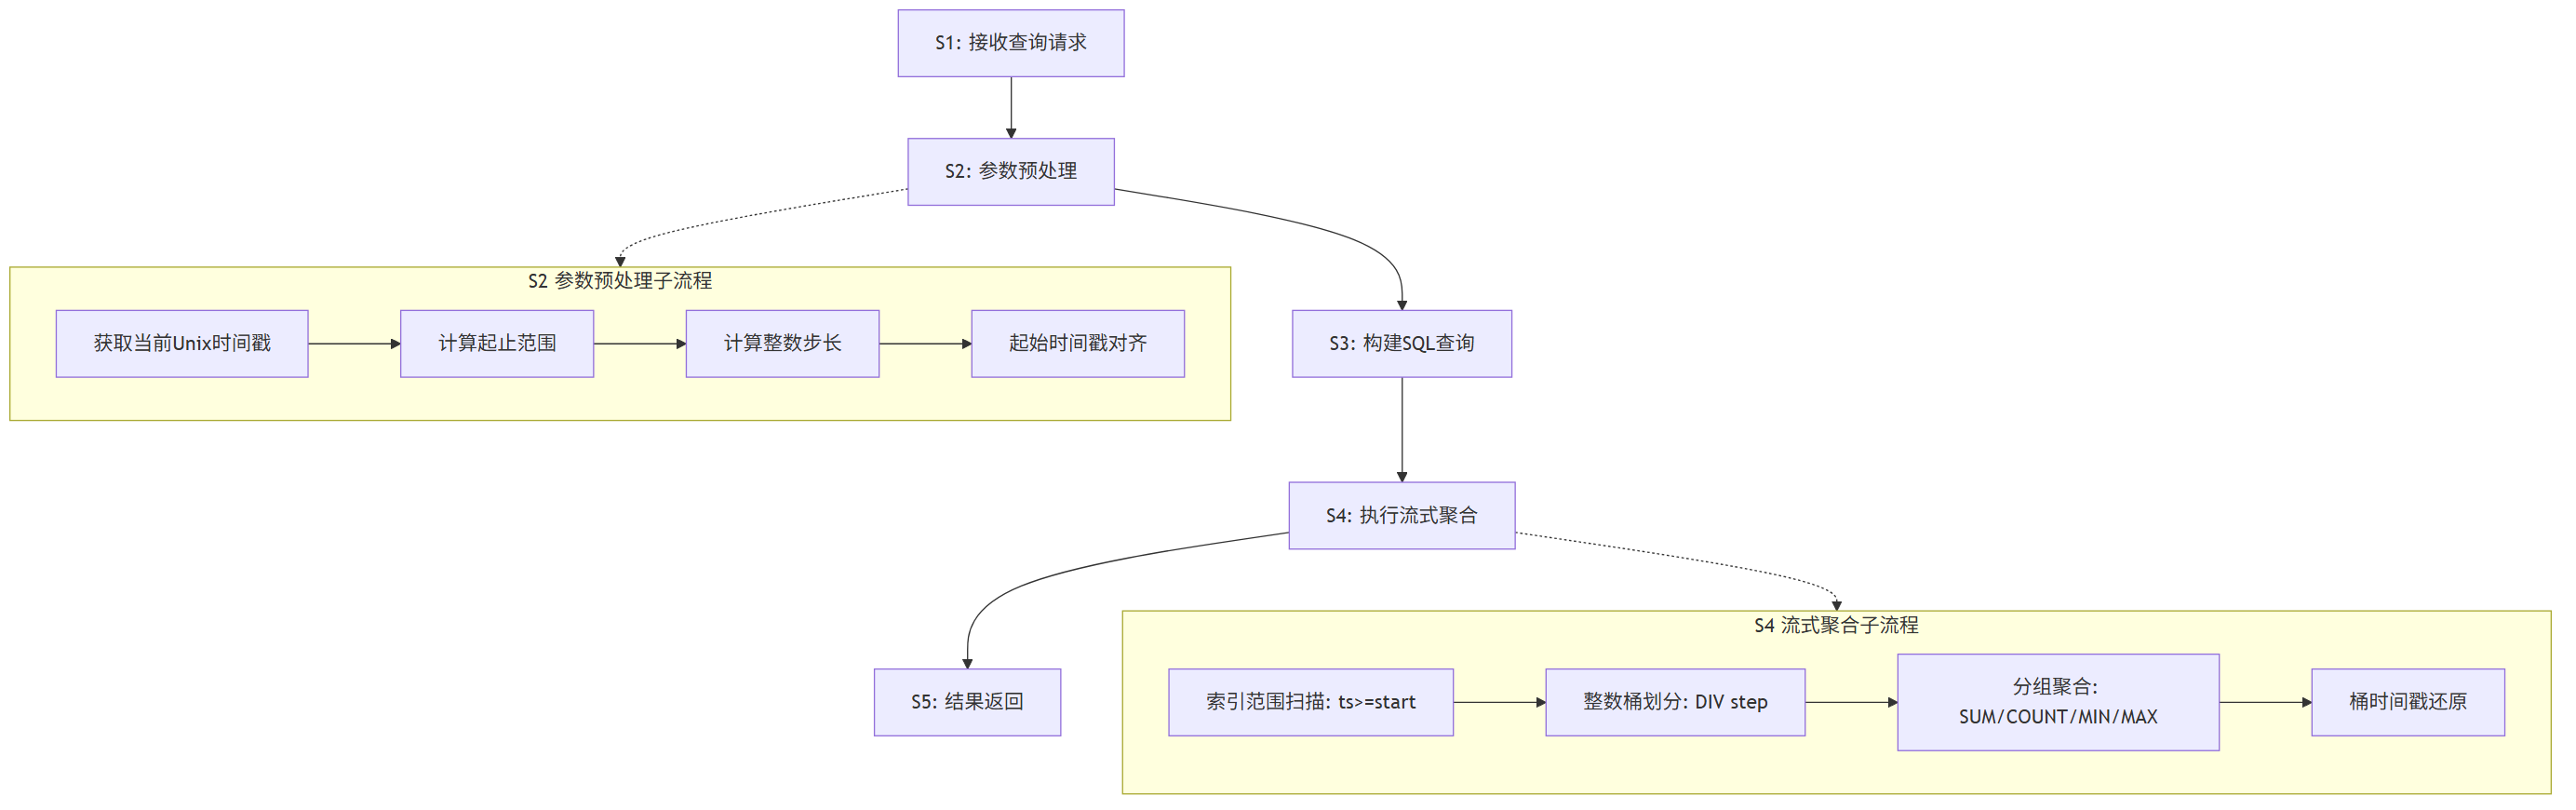 S1: 接收查询请求
S2: 参数预处理
S2 参数预处理子流程
获取当前Unix时间戳
计算起止范围
计算整数步长
起始时间戳对齐
S3: 构建SQL查询
S4: 执行流式聚合
S5: 结果返回
S4 流式聚合子流程
索引范围扫描: ts>=start
整数桶划分: DIV step
分组聚合:
SUM/COUNT/MIN/MAX
桶时间戳还原